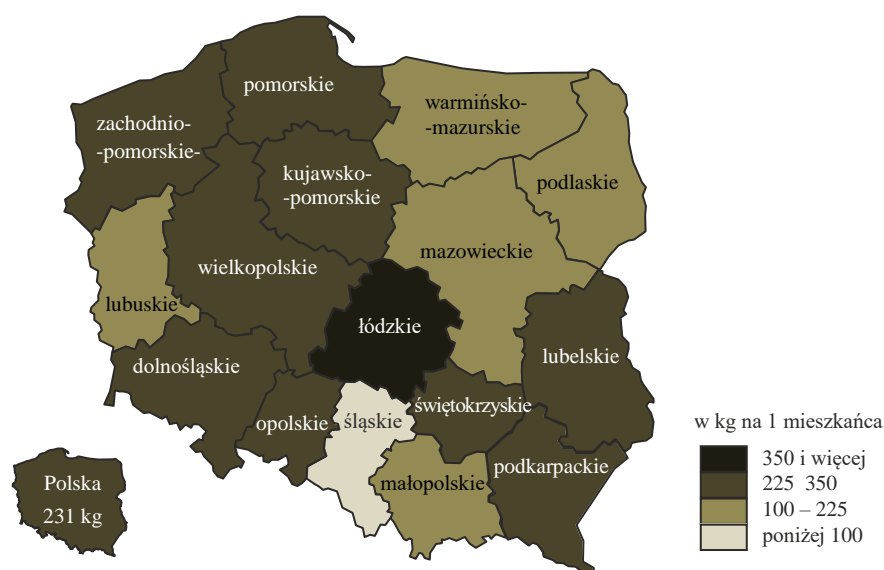 pomorskie
warmińsko-
-mazurskie
zachodnio-
-pomorskie-
kujawsko-
-pomorskie
podlaskie
mazowieckie
wielkopolskie
lubuskie
łódzkie
lubelskie
dolnośląskie
opolskie
śląskie
świętokrzyskie
małopolskie
podkarpackie
Polska
231 kg
w kg na 1 mieszkańca
350 i więcej
225 350
100 – 225
poniżej 100